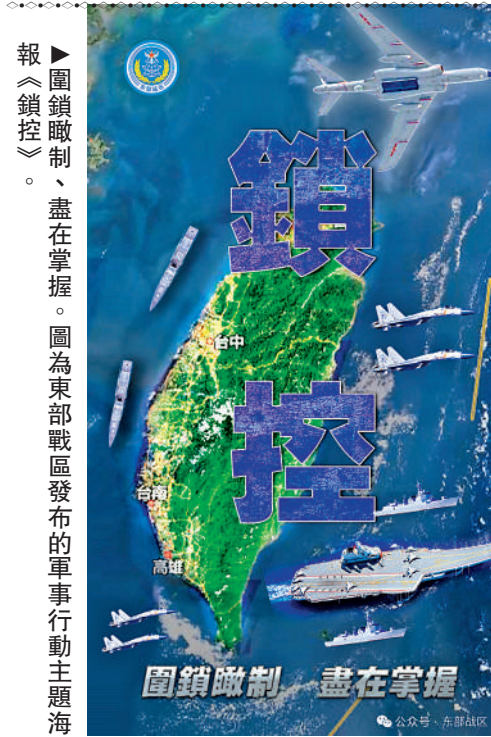 ▶圍鎖瞰制、盡在掌握。圖為東部戰區發布的軍事行動主題海
報《鎖控》。
鎖
控
台中
台南
高雄
圍鎖瞰制 盡在掌握
公众号·东部战区